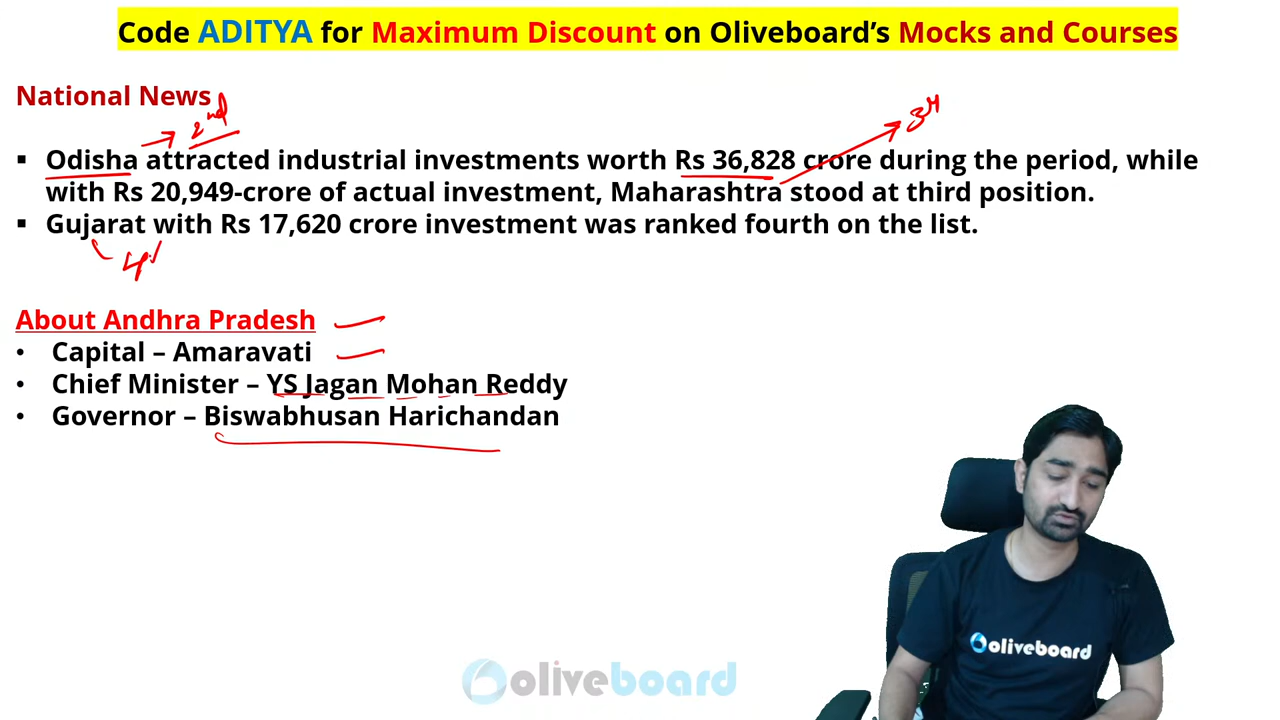 Code ADITYA for Maximum Discount on Oliveboard's Mocks and Courses
National News
2nd
3rd
▪ Odisha attracted industrial investments worth Rs 36,828 crore during the period, while
with Rs 20,949-crore of actual investment, Maharashtra stood at third position.
▪ Gujarat with Rs 17,620 crore investment was ranked fourth on the list.
About Andhra Pradesh
• Capital – Amaravati
• Chief Minister – YS Jagan Mohan Reddy
• Governor – Biswabhusan Harichandan
oliveboard
oliveboard